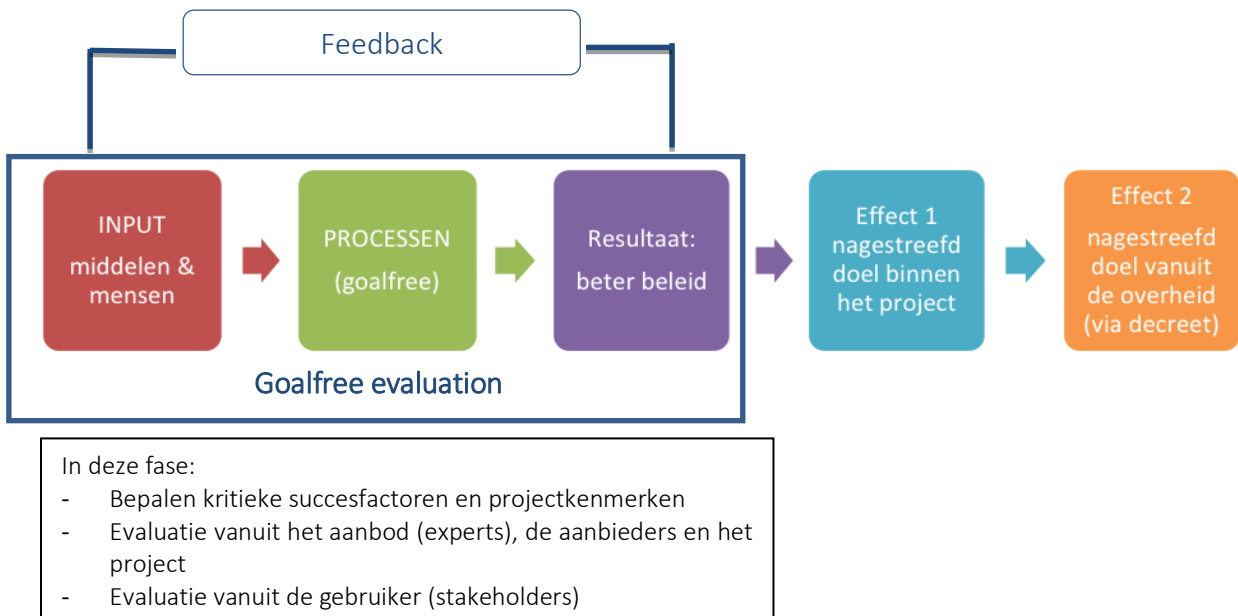 Feedback
INPUT
middelen &
mensen
PROCESSEN
(goalfree)
Resultaat:
beter beleid
Effect 1
nagestreefd
doel binnen
het project
Effect 2
nagestreefd
doel vanuit
de overheid
(via decreet)
Goalfree evaluation
In deze fase:
- Bepalen kritieke succesfactoren en projectkenmerken
- Evaluatie vanuit het aanbod (experts), de aanbieders en het
project
- Evaluatie vanuit de gebruiker (stakeholders)